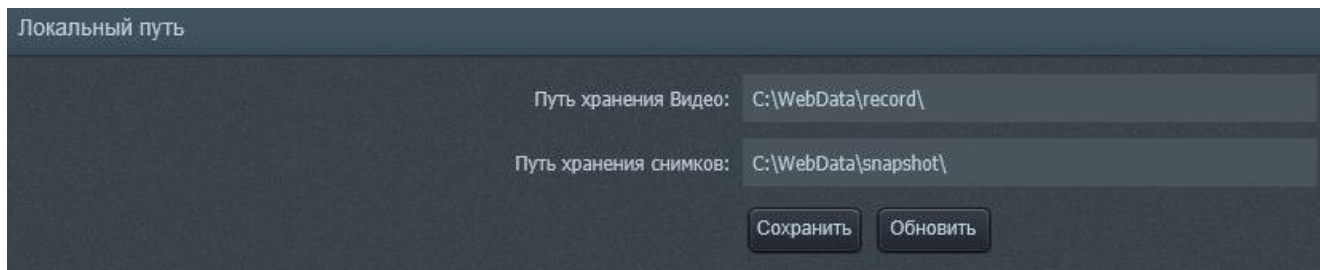 Локальный путь
Путь хранения Видео: C:\WebData\record\
Путь хранения снимков: C:\WebData\snapshot\
Сохранить Обновить